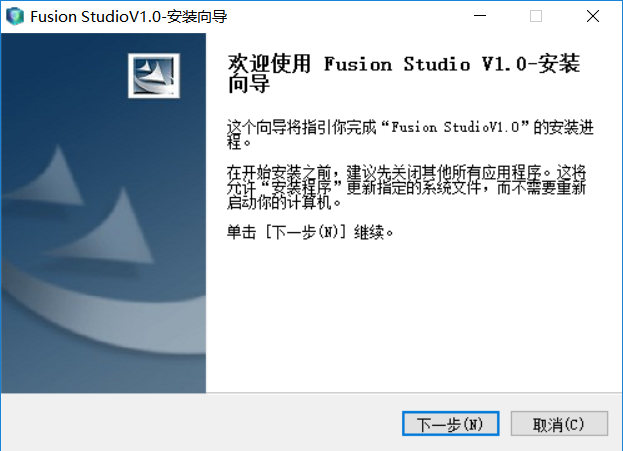 Fusion StudioV1.0-安装向导
欢迎使用 Fusion Studio V1.0-安装
向导
这个向导将指引你完成“Fusion StudioV1.0”的安装进
程。
在开始安装之前，建议先关闭其他所有应用程序。这将
允许“安装程序”更新指定的系统文件，而不需要重新
启动你的计算机。
单击 [下一步(N)] 继续。
下一步(N)
取消(C)